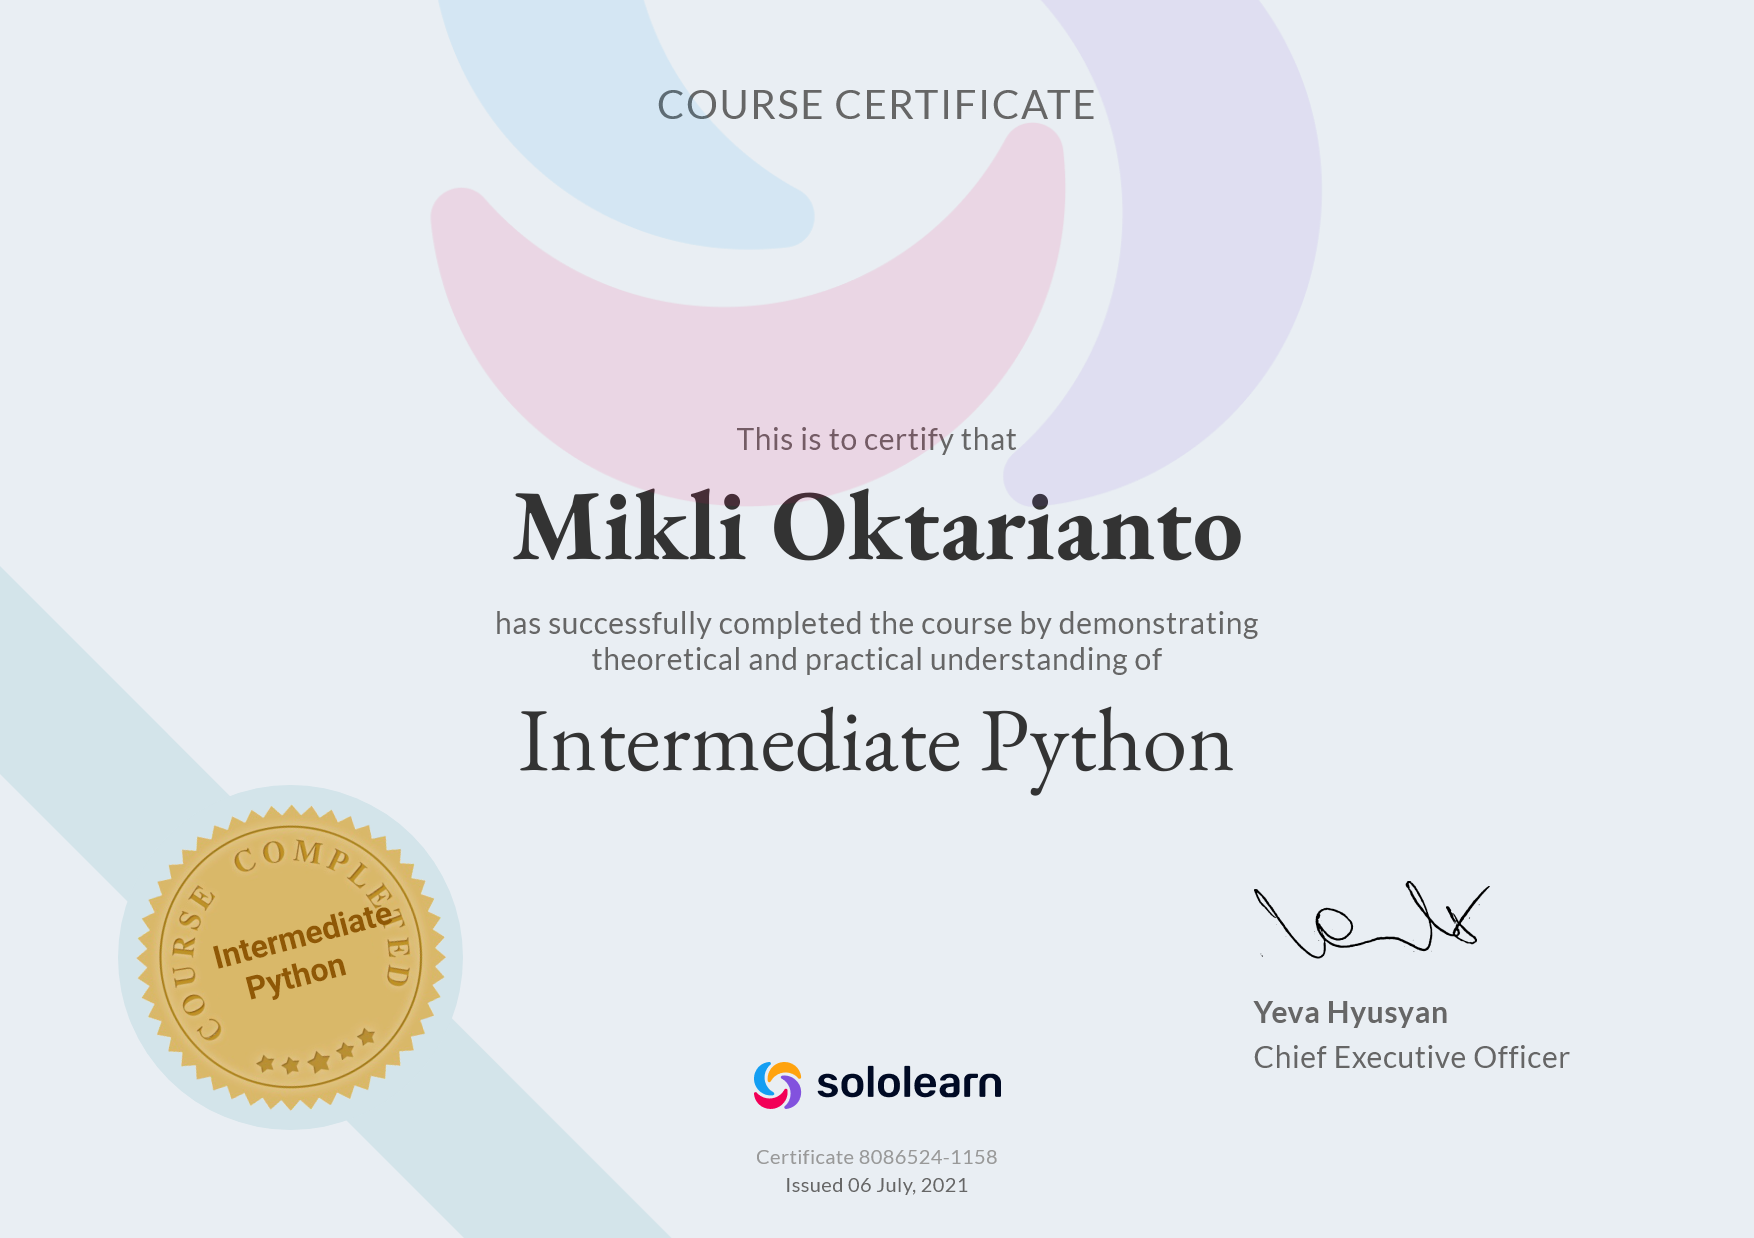 COURSE CERTIFICATE
This is to certify that
Mikli Oktarianto
has successfully completed the course by demonstrating
theoretical and practical understanding of
Intermediate Python
COURSE COMPLETED
Intermediate
Python
Yeva Hyusyan
Chief Executive Officer
sololearn
Certificate 8086524-1158
Issued 06 July, 2021